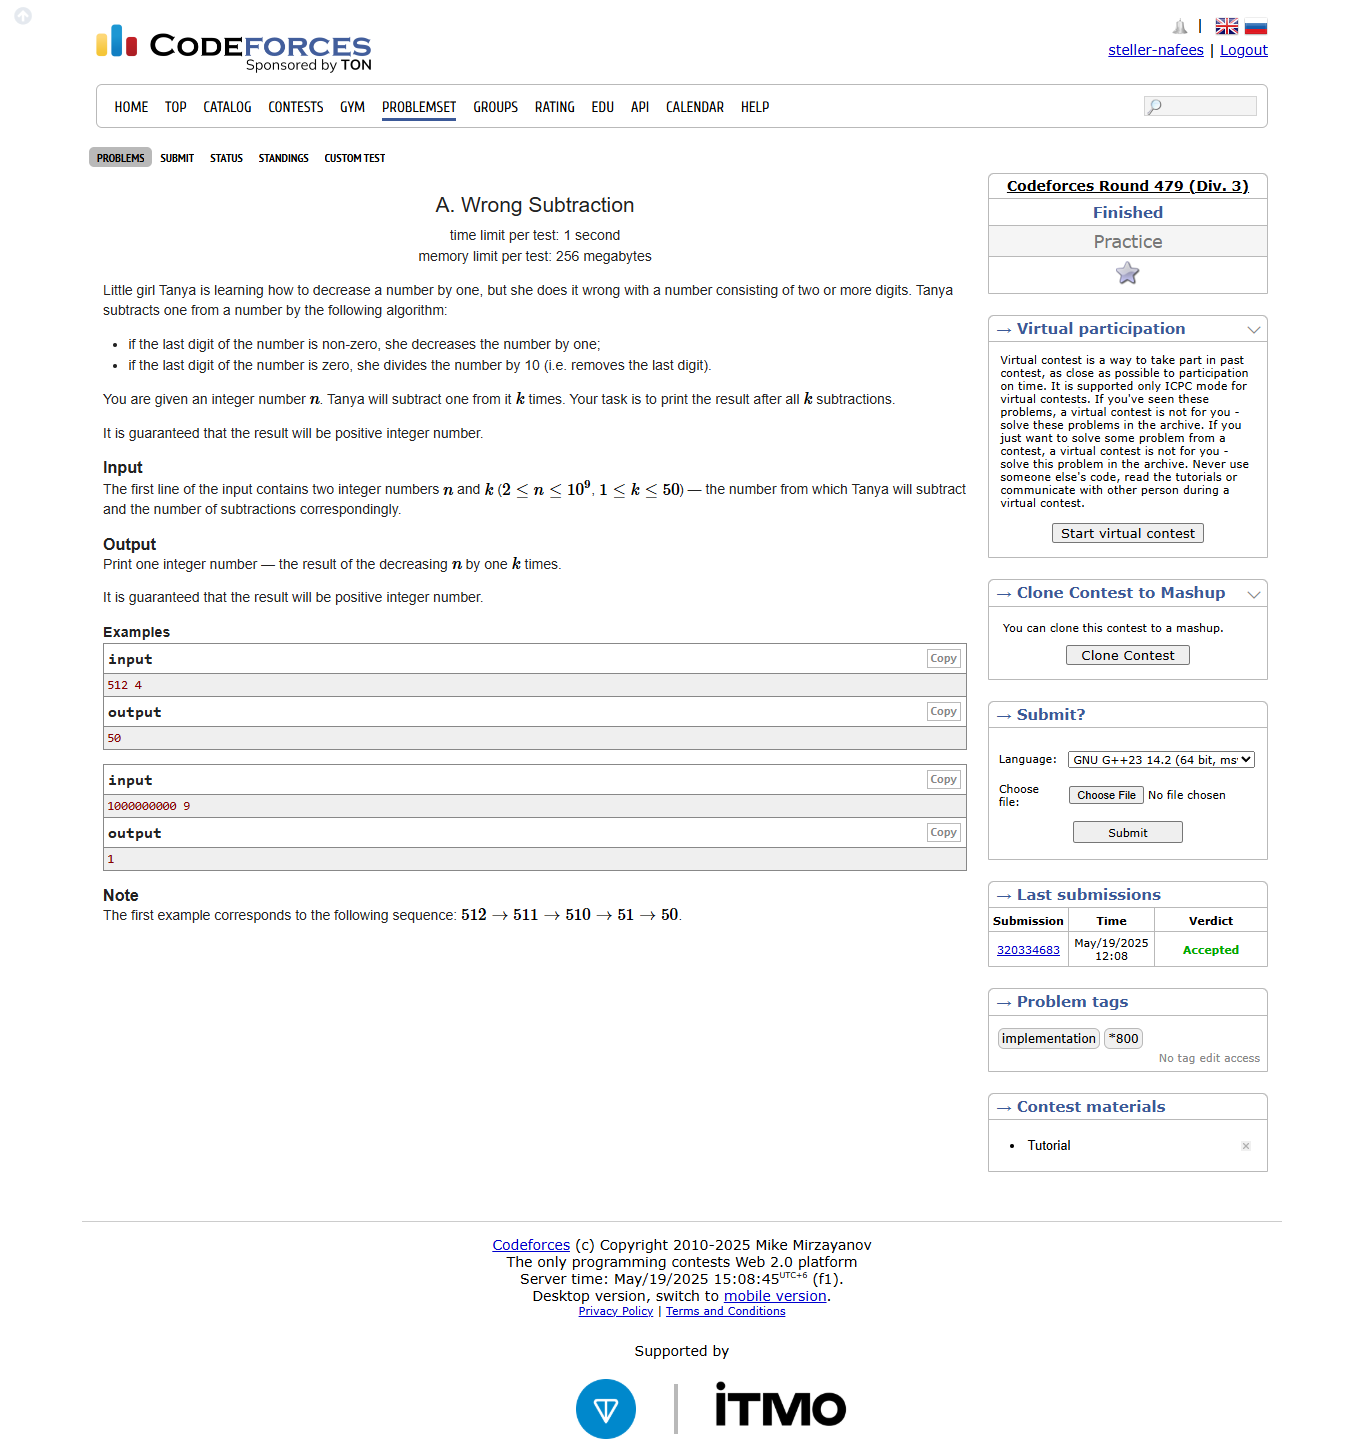 CODEFORCES
Sponsored by TON
|
steller-nafees | Logout
HOME TOP CATALOG CONTESTS GYM PROBLEMSET GROUPS RATING EDU API CALENDAR HELP
PROBLEMS SUBMIT STATUS STANDINGS CUSTOM TEST
A. Wrong Subtraction
time limit per test: 1 second
memory limit per test: 256 megabytes
Little girl Tanya is learning how to decrease a number by one, but she does it wrong with a number consisting of two or more digits. Tanya
subtracts one from a number by the following algorithm:
• if the last digit of the number is non-zero, she decreases the number by one;
• if the last digit of the number is zero, she divides the number by 10 (i.e. removes the last digit).
You are given an integer number n. Tanya will subtract one from it k times. Your task is to print the result after all k subtractions.
It is guaranteed that the result will be positive integer number.
Input
The first line of the input contains two integer numbers n and k (2 ≤ n ≤ 10⁹, 1 ≤ k ≤ 50) — the number from which Tanya will subtract
and the number of subtractions correspondingly.
Output
Print one integer number — the result of the decreasing n by one k times.
It is guaranteed that the result will be positive integer number.
Examples
input Copy
512 4
output Copy
50
input Copy
1000000000 9
output Copy
1
Note
The first example corresponds to the following sequence: 512 → 511 → 510 → 51 → 50.
Codeforces Round 479 (Div. 3)
Finished
Practice
→ Virtual participation
Virtual contest is a way to take part in past
contest, as close as possible to participation
on time. It is supported only ICPC mode for
virtual contests. If you've seen these
problems, a virtual contest is not for you -
solve these problems in the archive. If you
just want to solve some problem from a
contest, a virtual contest is not for you -
solve this problem in the archive. Never use
someone else's code, read the tutorials or
communicate with other person during a
virtual contest.
Start virtual contest
→ Clone Contest to Mashup
You can clone this contest to a mashup.
Clone Contest
→ Submit?
Language: GNU G++23 14.2 (64 bit, ms
Choose
file: Choose File No file chosen
Submit
→ Last submissions
Submission Time Verdict
320334683 May/19/2025
12:08 Accepted
→ Problem tags
implementation *800
No tag edit access
→ Contest materials
• Tutorial
Codeforces (c) Copyright 2010-2025 Mike Mirzayanov
The only programming contests Web 2.0 platform
Server time: May/19/2025 15:08:45 UTC+6 (f1).
Desktop version, switch to mobile version.
Privacy Policy | Terms and Conditions
Supported by
iTMO